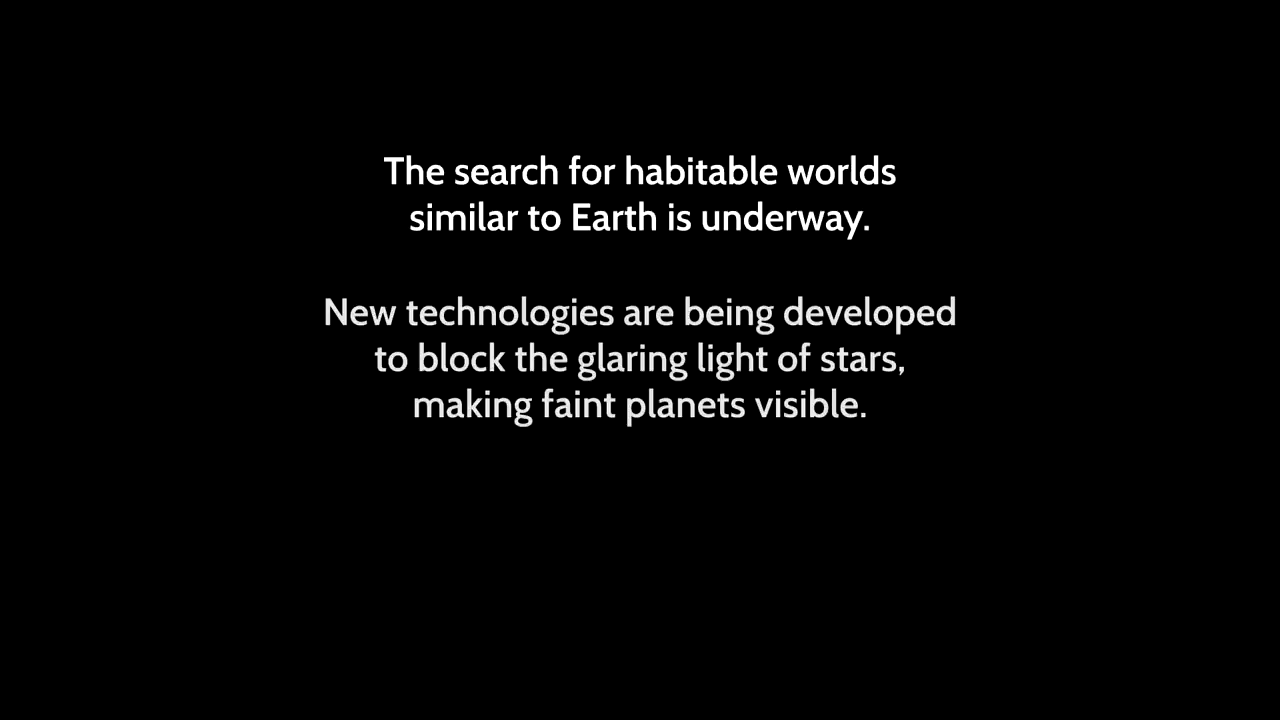 The search for habitable worlds
similar to Earth is underway.
New technologies are being developed
to block the glaring light of stars,
making faint planets visible.